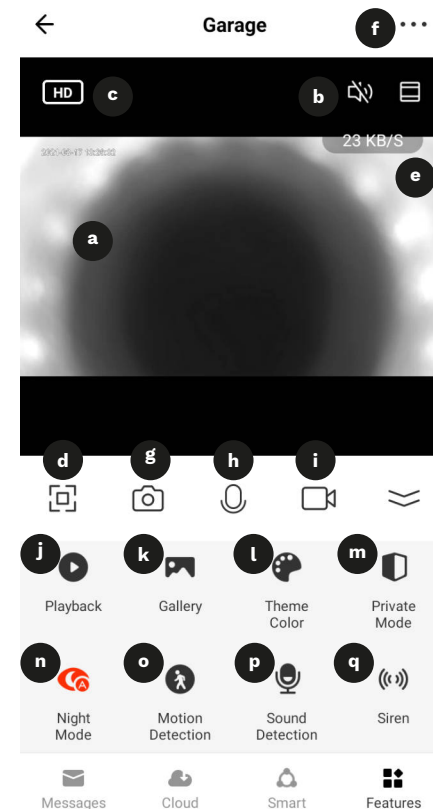 Garage
f
HD
c
b
23 KB/S
e
a
d
g
h
i
j
k
l
m
Playback
Gallery
Theme
Color
Private
Mode
n
o
p
q
A
Night
Mode
Motion
Detection
Sound
Detection
Siren
Messages
Cloud
Smart
Features